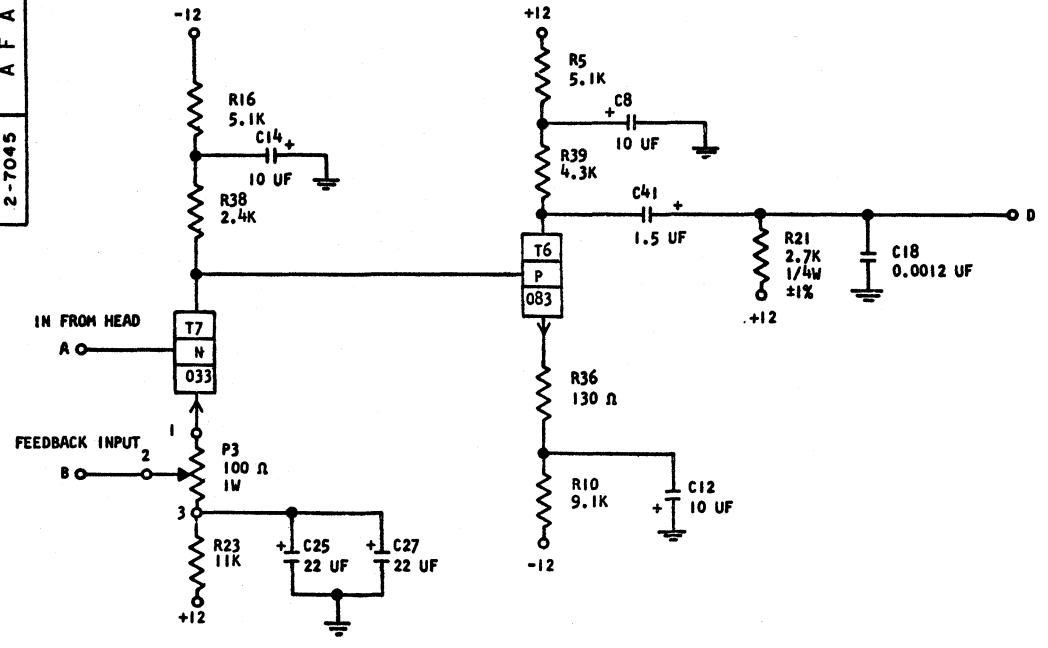 A F A
2-7045
-12
R16
5.1K
C14
+
10 UF
R38
2.4K
IN FROM HEAD
A
T7
N
033
FEEDBACK INPUT
B
2
1
P3
100 Ω
1W
3
R23
11K
+12
+
C25
22 UF
+
C27
22 UF
+12
R5
5.1K
+
C8
10 UF
R39
4.3K
C41
+
1.5 UF
D
T6
P
083
R21
2.7K
1/4W
±1%
+12
C18
0.0012 UF
R36
130 Ω
R10
9.1K
+
C12
10 UF
-12